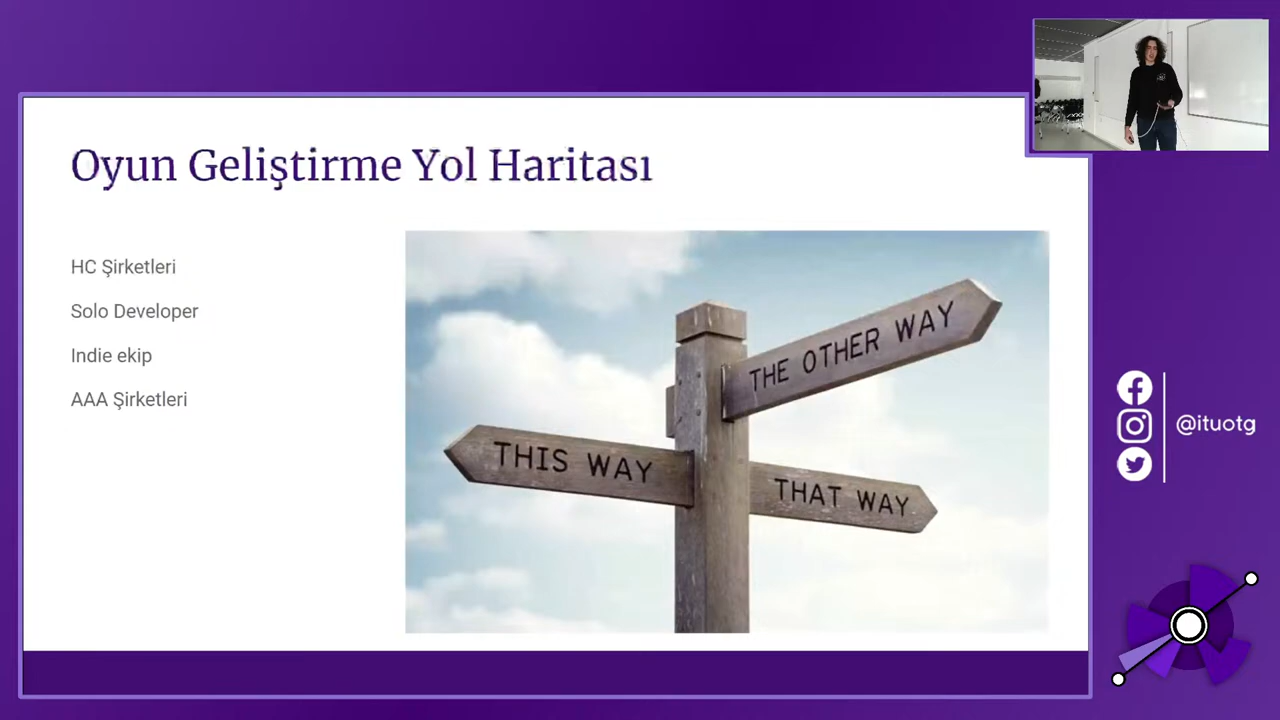 Oyun Geliştirme Yol Haritası
HC Şirketleri
Solo Developer
Indie ekip
AAA Şirketleri
THE OTHER WAY
THIS WAY
THAT WAY
@ituotg